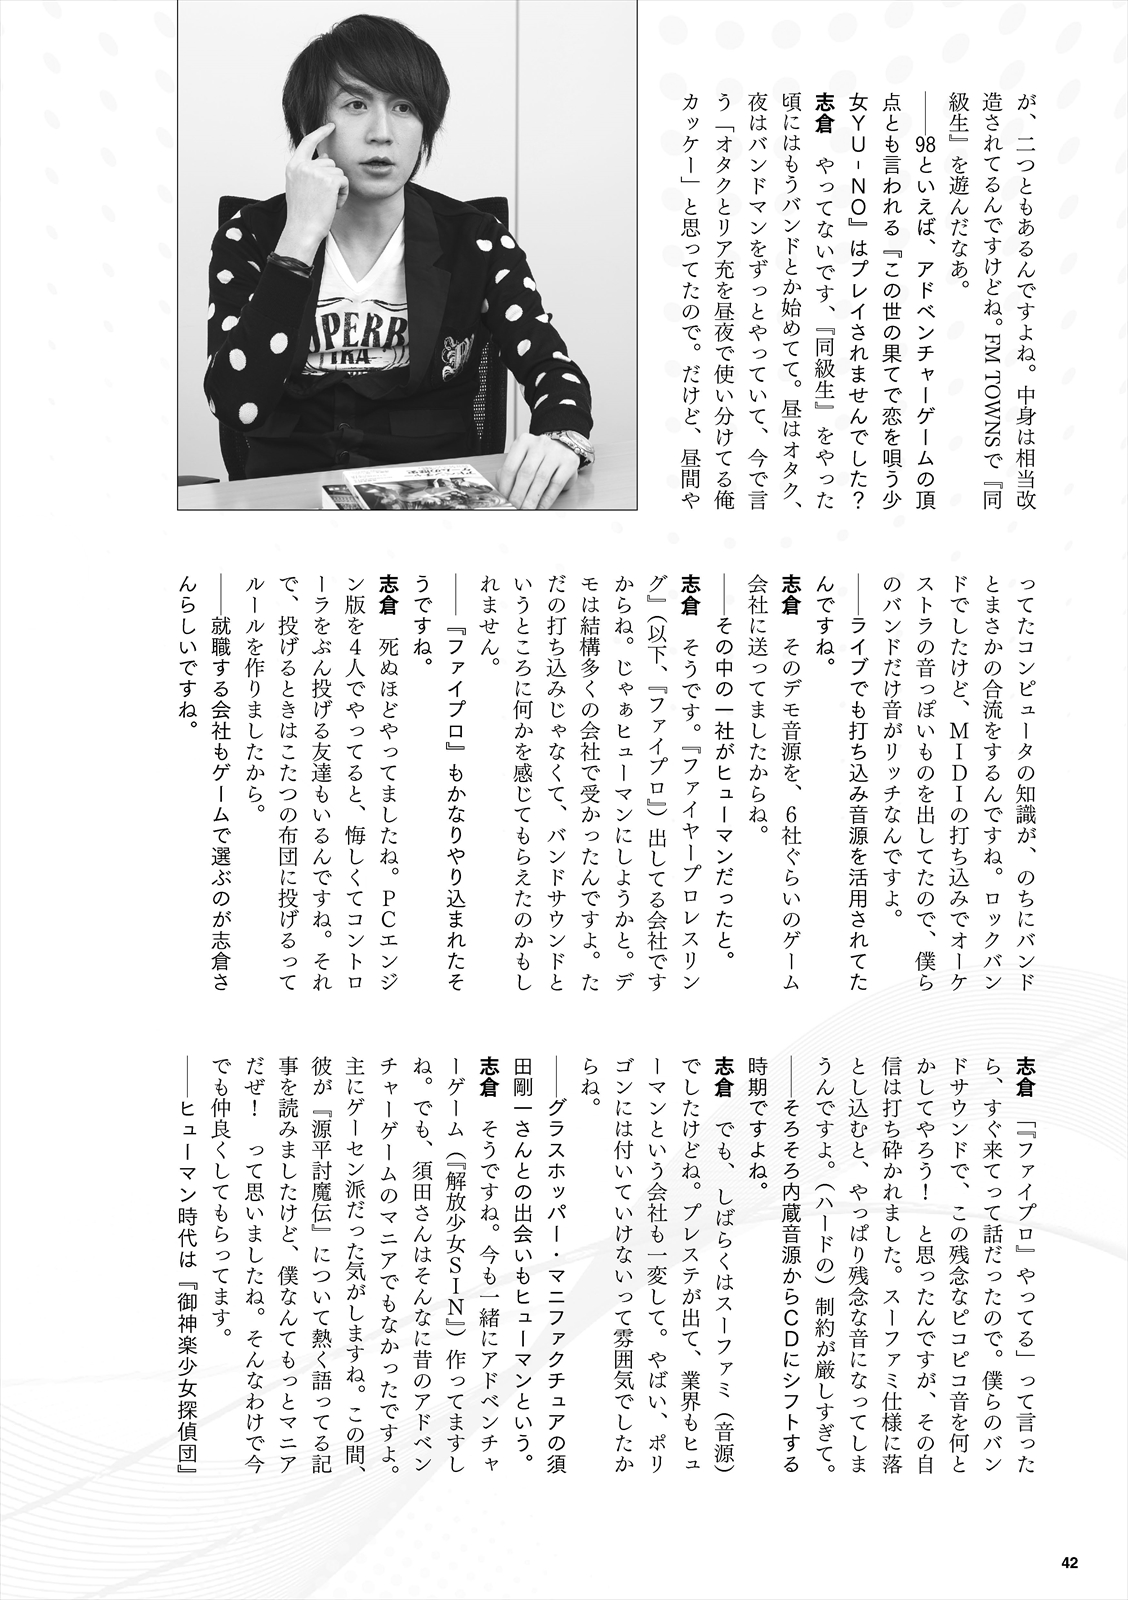 が、二つともあるんですよね。中身は相当改
造されてるんですけどね。FM TOWNSで『同
級生』を遊んだなあ。
――98といえば、アドベンチャーゲームの頂
点とも言われる『この世の果てで恋を唄う少
女YU-NO』はプレイされませんでした？
志倉　やってないです、『同級生』をやった
頃にはもうバンドとか始めてて。昼はオタク、
夜はバンドマンをずっとやっていて、今で言
う「オタクとリア充を昼夜で使い分けてる俺
カッケー」と思ってたので。だけど、昼間や
ってたコンピュータの知識が、のちにバンド
とまさかの合流をするんですね。ロックバン
ドでしたけど、MIDIの打ち込みでオーケ
ストラの音っぽいものを出してたので、僕ら
のバンドだけ音がリッチなんですよ。
――ライブでも打ち込み音源を活用されてた
んですね。
志倉　そのデモ音源を、6社ぐらいのゲーム
会社に送ってましたからね。
――その中の一社がヒューマンだったと。
志倉　そうです。『ファイヤープロレスリン
グ』（以下、『ファイプロ』）出してる会社です
からね。じゃぁヒューマンにしようかと。デ
モは結構多くの会社で受かったんですよ。た
だの打ち込みじゃなくて、バンドサウンドと
いうところに何かを感じてもらえたのかもし
れません。
――『ファイプロ』もかなりやり込まれたそ
うですね。
志倉　死ぬほどやってましたね。PCエンジ
ン版を4人でやってると、悔しくてコントロ
ーラをぶん投げる友達もいるんですね。それ
で、投げるときはこたつの布団に投げるって
ルールを作りましたから。
――就職する会社もゲームで選ぶのが志倉さ
んらしいですね。
志倉　「『ファイプロ』やってる」って言った
ら、すぐ来てって話だったので。僕らのバン
ドサウンドで、この残念なピコピコ音を何と
かしてやろう！　と思ったんですが、その自
信は打ち砕かれました。スーファミ仕様に落
とし込むと、やっぱり残念な音になってしま
うんですよ。（ハードの）制約が厳しすぎて。
――そろそろ内蔵音源からCDにシフトする
時期ですよね。
志倉　でも、しばらくはスーファミ（音源）
でしたけどね。プレステが出て、業界もヒュ
ーマンという会社も一変して。やばい、ポリ
ゴンには付いていけないって雰囲気でしたか
らね。
――グラスホッパー・マニファクチュアの須
田剛一さんとの出会いもヒューマンという。
志倉　そうですね。今も一緒にアドベンチャ
ーゲーム（『解放少女SIN』）作ってますし
ね。でも、須田さんはそんなに昔のアドベン
チャーゲームのマニアでもなかったですよ。
主にゲーセン派だった気がしますね。この間、
彼が『源平討魔伝』について熱く語ってる記
事を読みましたけど、僕なんてもっとマニア
だぜ！　って思いましたね。そんなわけで今
でも仲良くしてもらってます。
――ヒューマン時代は『御神楽少女探偵団』
42